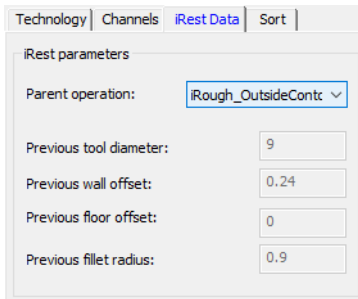 Technology Channels iRest Data Sort
iRest parameters
Parent operation: iRough_OutsideContc
Previous tool diameter: 9
Previous wall offset: 0.24
Previous floor offset: 0
Previous fillet radius: 0.9